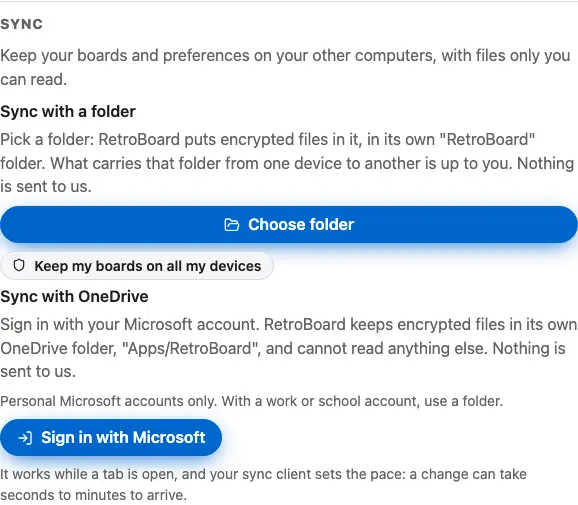 SYNC
Keep your boards and preferences on your other computers, with files only you
can read.
Sync with a folder
Pick a folder: RetroBoard puts encrypted files in it, in its own "RetroBoard"
folder. What carries that folder from one device to another is up to you. Nothing
is sent to us.
Choose folder
Keep my boards on all my devices
Sync with OneDrive
Sign in with your Microsoft account. RetroBoard keeps encrypted files in its own
OneDrive folder, "Apps/RetroBoard", and cannot read anything else. Nothing is
sent to us.
Personal Microsoft accounts only. With a work or school account, use a folder.
Sign in with Microsoft
It works while a tab is open, and your sync client sets the pace: a change can take
seconds to minutes to arrive.